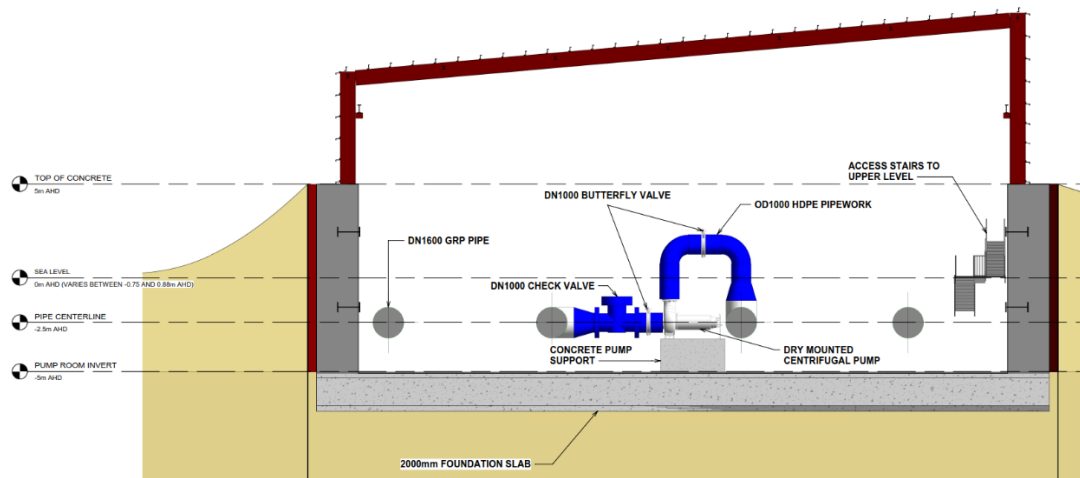 TOP OF CONCRETE
5m AHD
ACCESS STAIRS TO
UPPER LEVEL
DN1000 BUTTERFLY VALVE
OD1000 HDPE PIPEWORK
DN1600 GRP PIPE
SEA LEVEL
0m AHD (VARIES BETWEEN -0.75 AND 0.88m AHD)
DN1000 CHECK VALVE
PIPE CENTERLINE
-2.5m AHD
CONCRETE PUMP
SUPPORT
DRY MOUNTED
CENTRIFUGAL PUMP
PUMP ROOM INVERT
-5m AHD
2000mm FOUNDATION SLAB